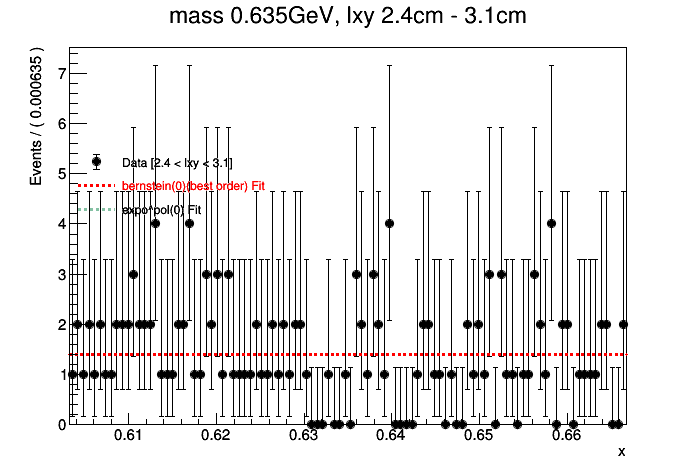 mass 0.635GeV, lxy 2.4cm - 3.1cm
Events / ( 0.000635 )
7
6
5
4
3
2
1
0
Data [2.4 < lxy < 3.1]
bernstein(0)(best order) Fit
expo^pol(0) Fit
0.61 0.62 0.63 0.64 0.65 0.66
x